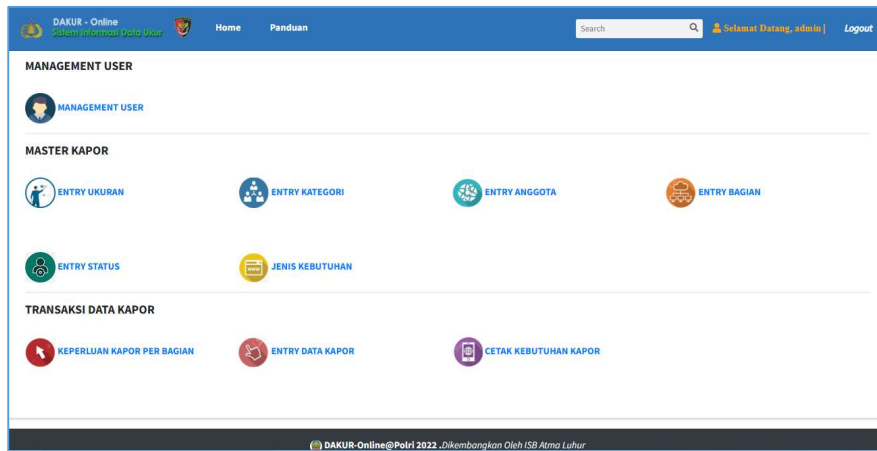 DAKUR - Online
Sistem Informasi Data Ukur
Home
Panduan
Search
Selamat Datang, admin |
Logout
MANAGEMENT USER
MANAGEMENT USER
MASTER KAPOR
ENTRY UKURAN
ENTRY KATEGORI
ENTRY ANGGOTA
ENTRY BAGIAN
ENTRY STATUS
JENIS KEBUTUHAN
TRANSAKSI DATA KAPOR
KEPERLUAN KAPOR PER BAGIAN
ENTRY DATA KAPOR
CETAK KEBUTUHAN KAPOR
DAKUR-Online@Polri 2022 .Dikembangkan Oleh ISB Atma Luhur